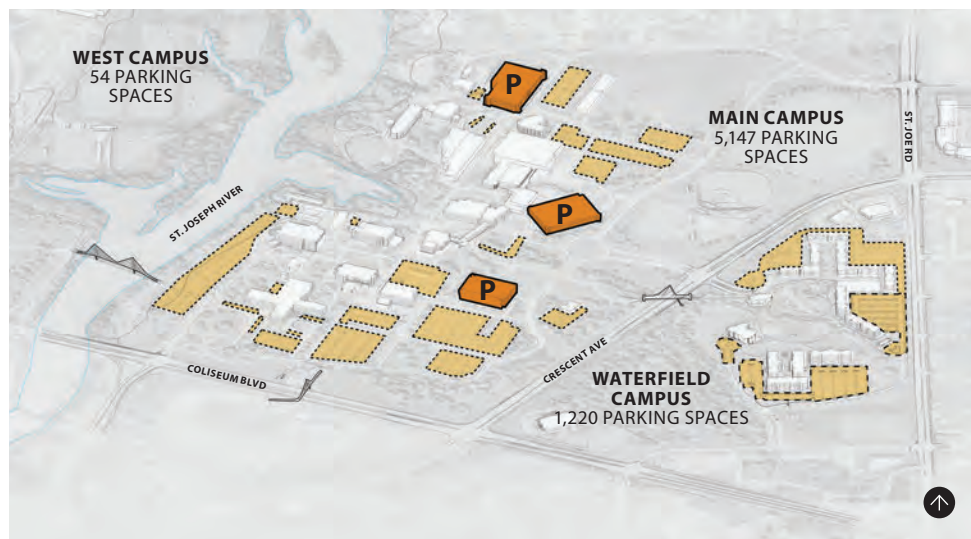 WEST CAMPUS
54 PARKING
SPACES
P
MAIN CAMPUS
5,147 PARKING
SPACES
ST. JOE RD
ST. JOSEPH RIVER
P
P
CRESCENT AVE
COLISEUM BLVD
WATERFIELD
CAMPUS
1,220 PARKING SPACES